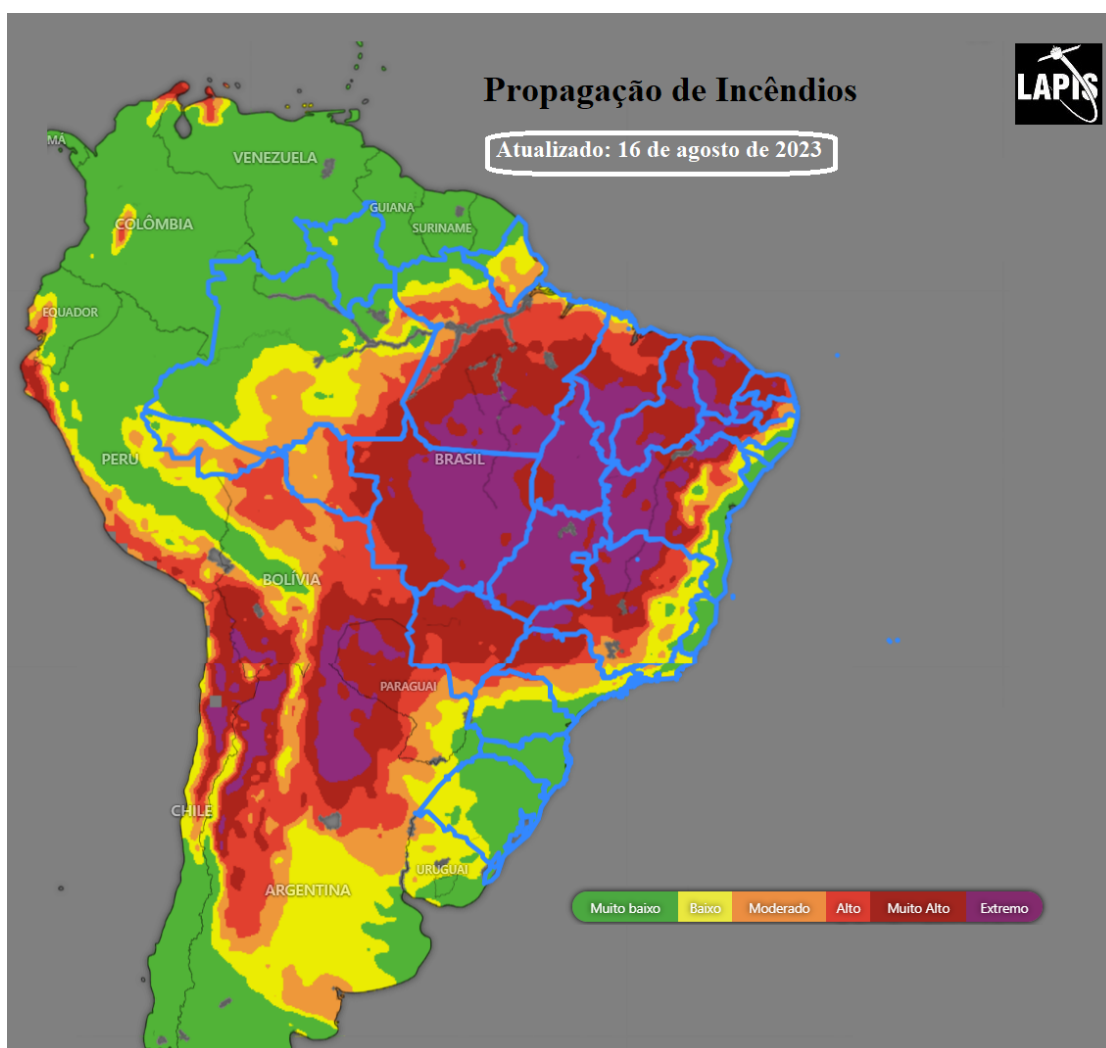 LAPIS
Propagação de Incêndios
Atualizado: 16 de agosto de 2023
MÁ
VENEZUELA
GUIANA
COLÔMBIA
SURINAME
EQUADOR
PERU
BRASIL
BOLÍVIA
PARAGUAI
CHILE
URUGUAI
ARGENTINA
Muito baixo Baixo Moderado Alto Muito Alto Extremo